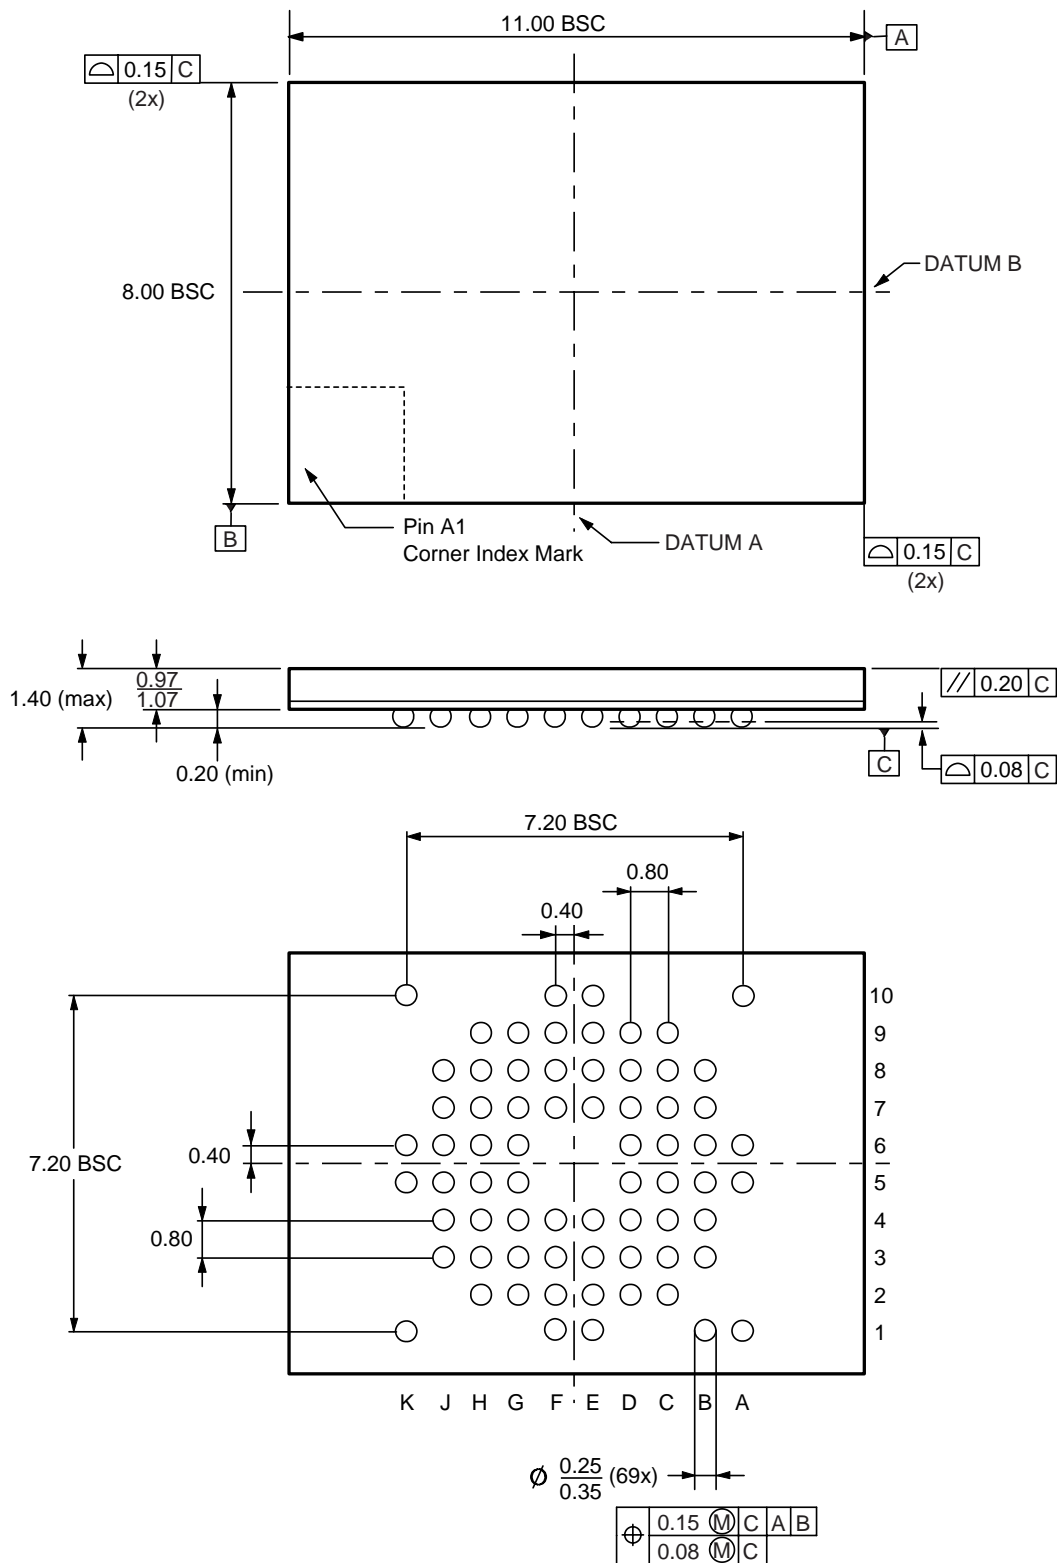 11.00 BSC
A
0.15 C
(2x)
DATUM B
8.00 BSC
B
Pin A1
Corner Index Mark
DATUM A
0.15 C
(2x)
1.40 (max)
0.97
1.07
0.20 (min)
// 0.20 C
C
0.08 C
7.20 BSC
0.80
0.40
10
9
8
7
6
5
4
3
2
1
7.20 BSC
0.40
0.80
K J H G F E D C B A
Ø 0.25 (69x)
0.35
0.15 M C A B
0.08 M C